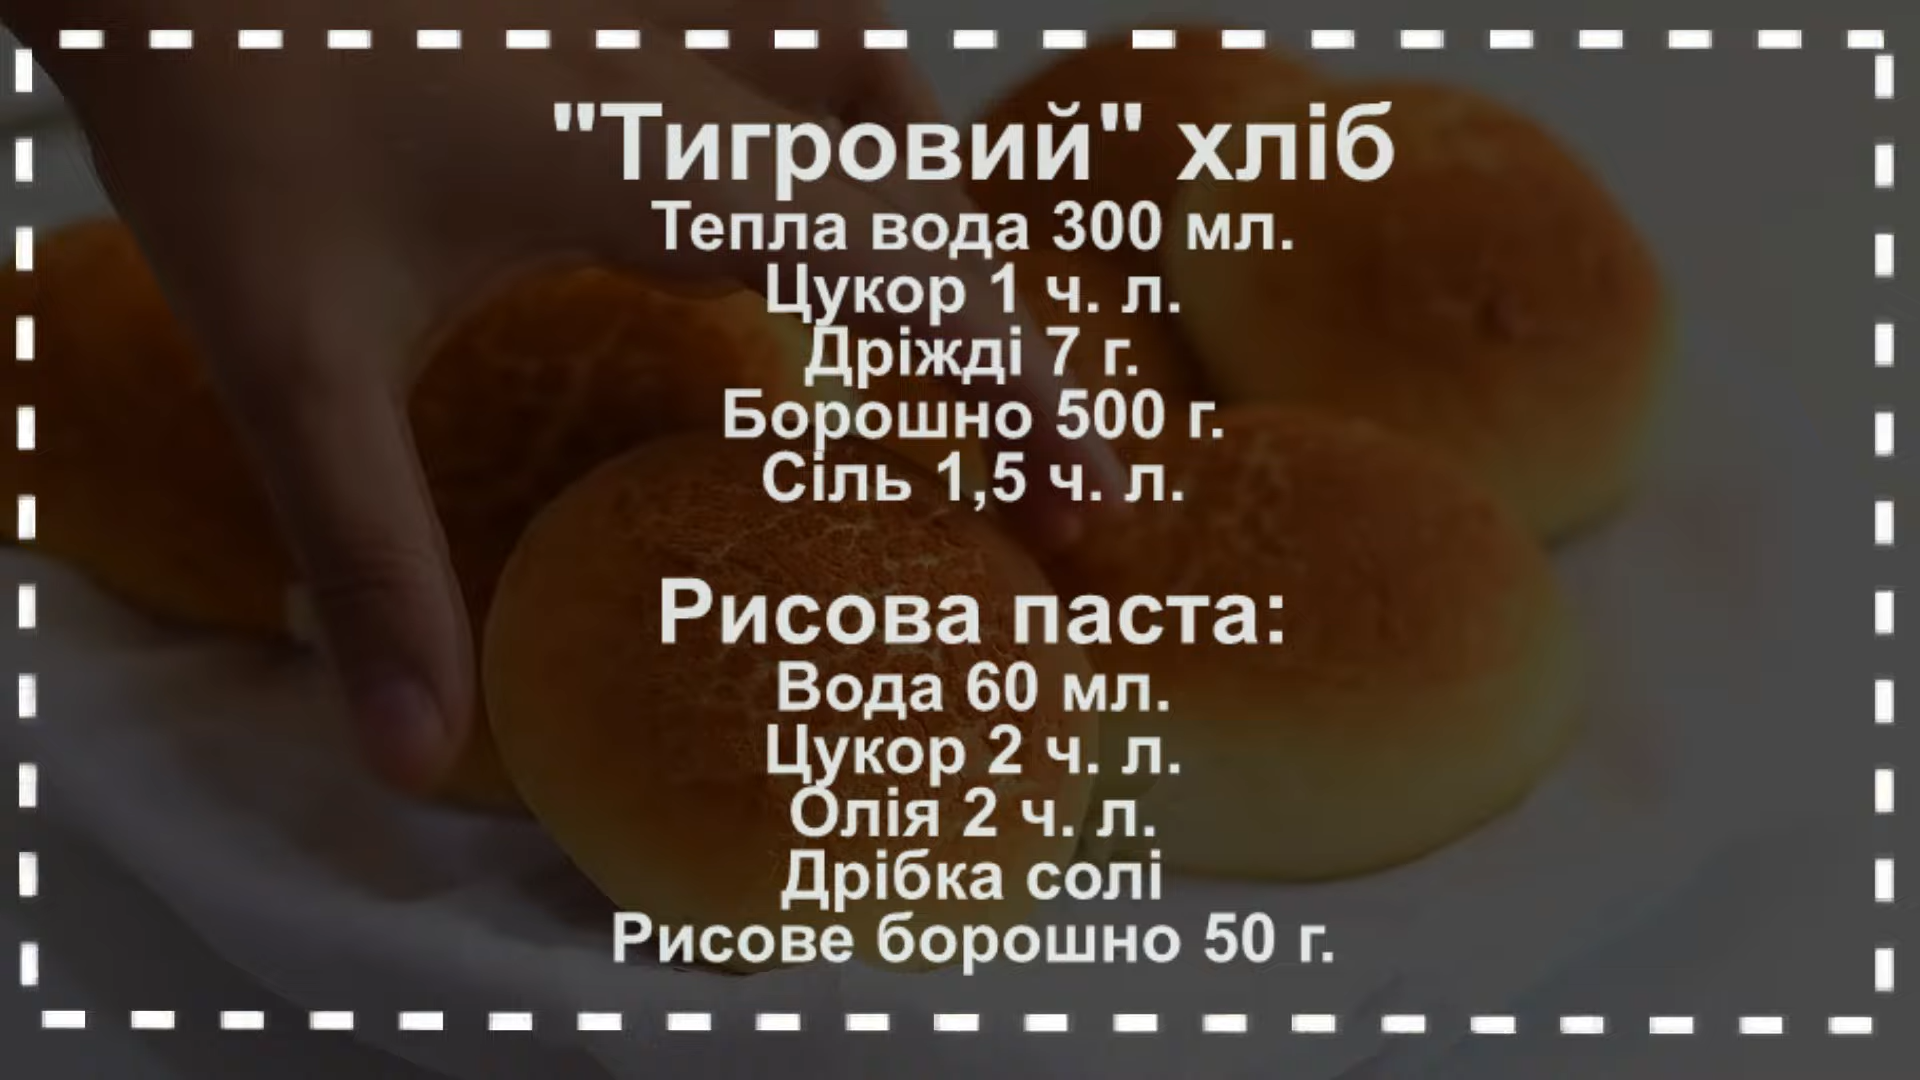 "Тигровий" хліб
Тепла вода 300 мл.
Цукор 1 ч. л.
Дріжді 7 г.
Борошно 500 г.
Сіль 1,5 ч. л.
Рисова паста:
Вода 60 мл.
Цукор 2 ч. л.
Олія 2 ч. л.
Дрібка солі
Рисове борошно 50 г.